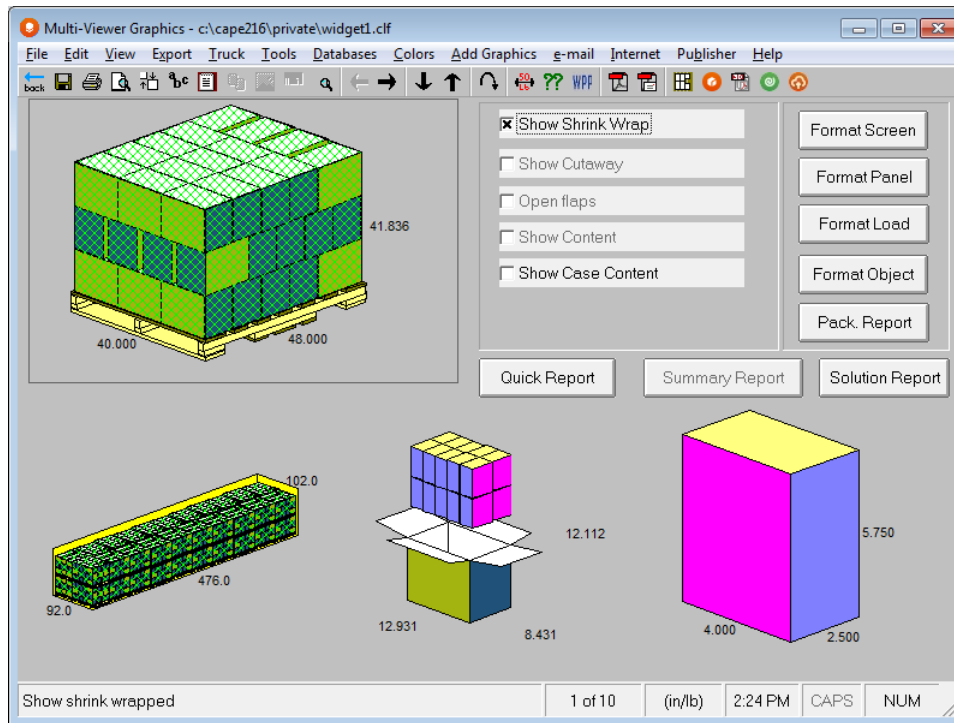 Multi-Viewer Graphics - c:\cape216\private\widget1.clf
File Edit View Export Truck Tools Databases Colors Add Graphics e-mail Internet Publisher Help
back abc 50 LG ?? WPP
Show Shrink Wrap
Show Cutaway
Open flaps
Show Content
Show Case Content
Format Screen
Format Panel
Format Load
Format Object
Pack. Report
Quick Report Summary Report Solution Report
41.836
40.000
48.000
102.0
476.0
92.0
12.112
12.931
8.431
5.750
4.000
2.500
Show shrink wrapped 1 of 10 (in/lb) 2:24 PM CAPS NUM